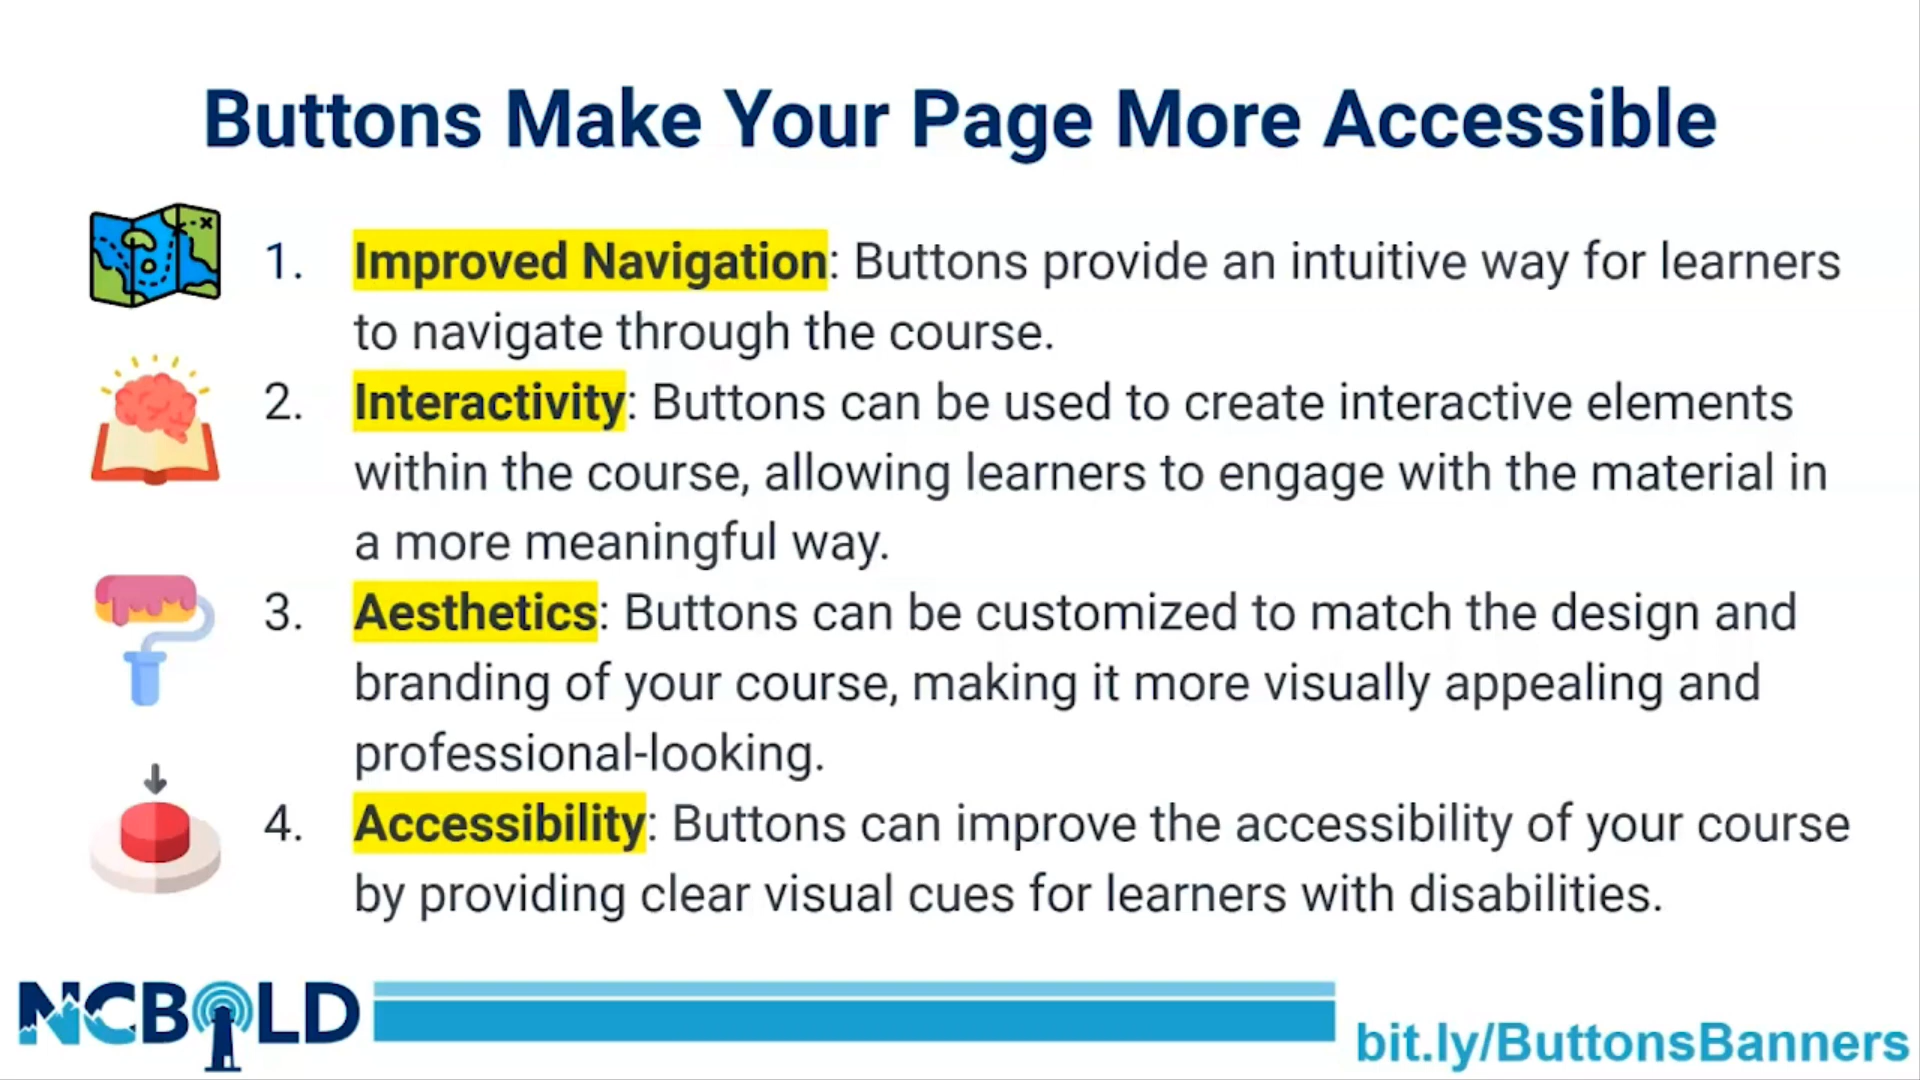 Buttons Make Your Page More Accessible
1. Improved Navigation: Buttons provide an intuitive way for learners
to navigate through the course.
2. Interactivity: Buttons can be used to create interactive elements
within the course, allowing learners to engage with the material in
a more meaningful way.
3. Aesthetics: Buttons can be customized to match the design and
branding of your course, making it more visually appealing and
professional-looking.
4. Accessibility: Buttons can improve the accessibility of your course
by providing clear visual cues for learners with disabilities.
NCBOLD
bit.ly/ButtonsBanners